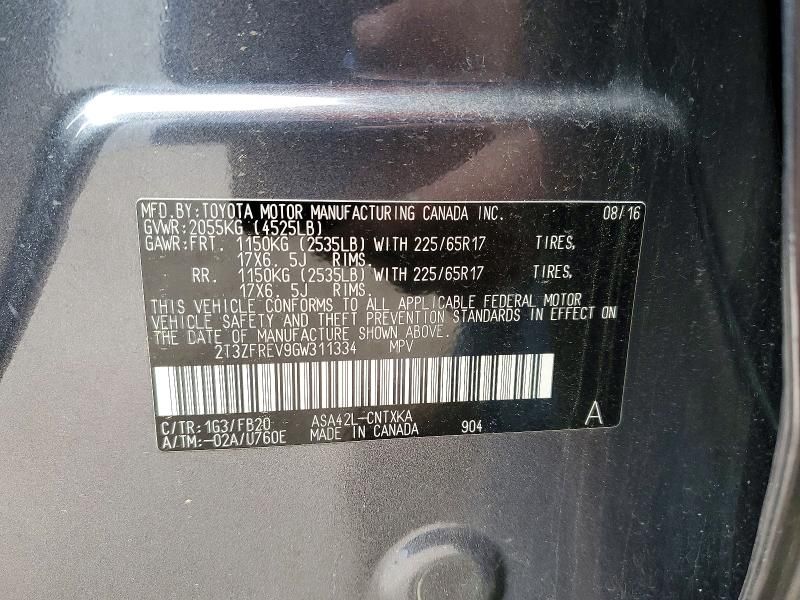 MFD.BY:TOYOTA MOTOR MANUFACTURING CANADA INC. 08/16
GVWR:2055KG (4525LB)
GAWR:FRT. 1150KG (2535LB) WITH 225/65R17 TIRES,
17X6. 5J RIMS.
RR. 1150KG (2535LB) WITH 225/65R17 TIRES,
17X6. 5J RIMS.
THIS VEHICLE CONFORMS TO ALL APPLICABLE FEDERAL MOTOR
VEHICLE SAFETY AND THEFT PREVENTION STANDARDS IN EFFECT ON
THE DATE OF MANUFACTURE SHOWN ABOVE.
2T3ZFREV9GW311334 MPV
C/TR: 1G3/FB20 ASA42L-CNTXKA A
A/TM:-02A/U760E MADE IN CANADA 904